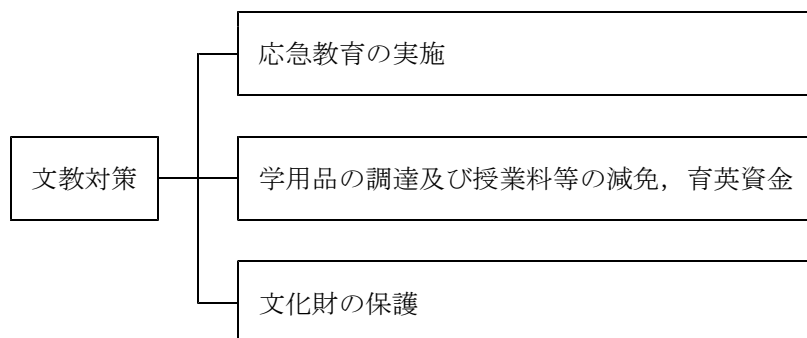 応急教育の実施
文教対策
学用品の調達及び授業料等の減免，育英資金
文化財の保護